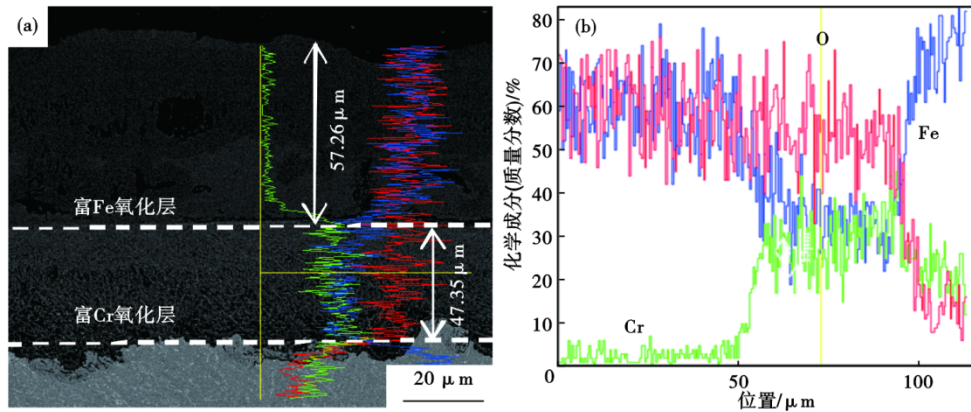 (a)
57.26 μm
富Fe氧化层
47.35 μm
富Cr氧化层
20 μm
(b)
O
Fe
Cr
化学成分(质量分数)/%
80
70
60
50
40
30
20
10
0
0
50
100
位置/μm